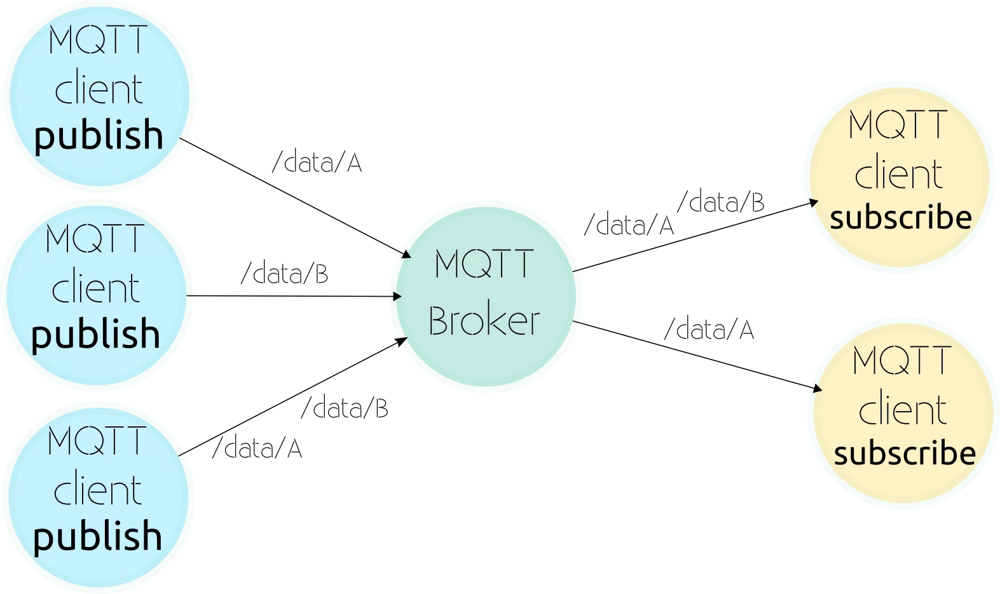 MQTT
client
publish
/data/A
MQTT
client
publish
/data/B
MQTT
client
publish
/data/B
/data/A
MQTT
Broker
/data/A
/data/B
MQTT
client
subscribe
/data/A
MQTT
client
subscribe